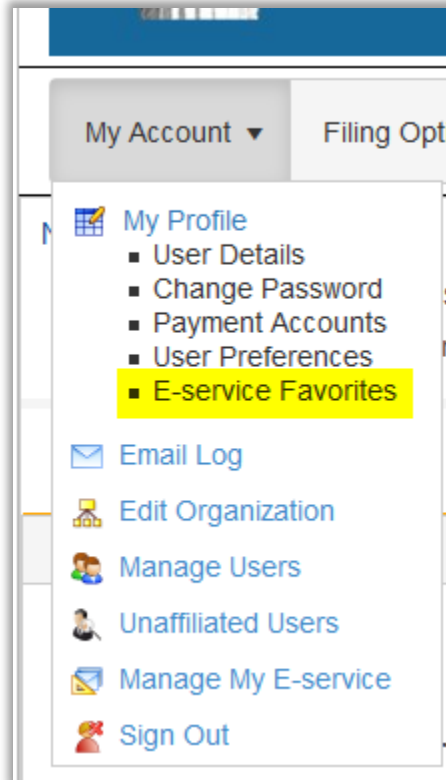 My Account ▼ Filing Opt
My Profile
▪ User Details
▪ Change Password
▪ Payment Accounts
▪ User Preferences
▪ E-service Favorites
Email Log
Edit Organization
Manage Users
Unaffiliated Users
Manage My E-service
Sign Out